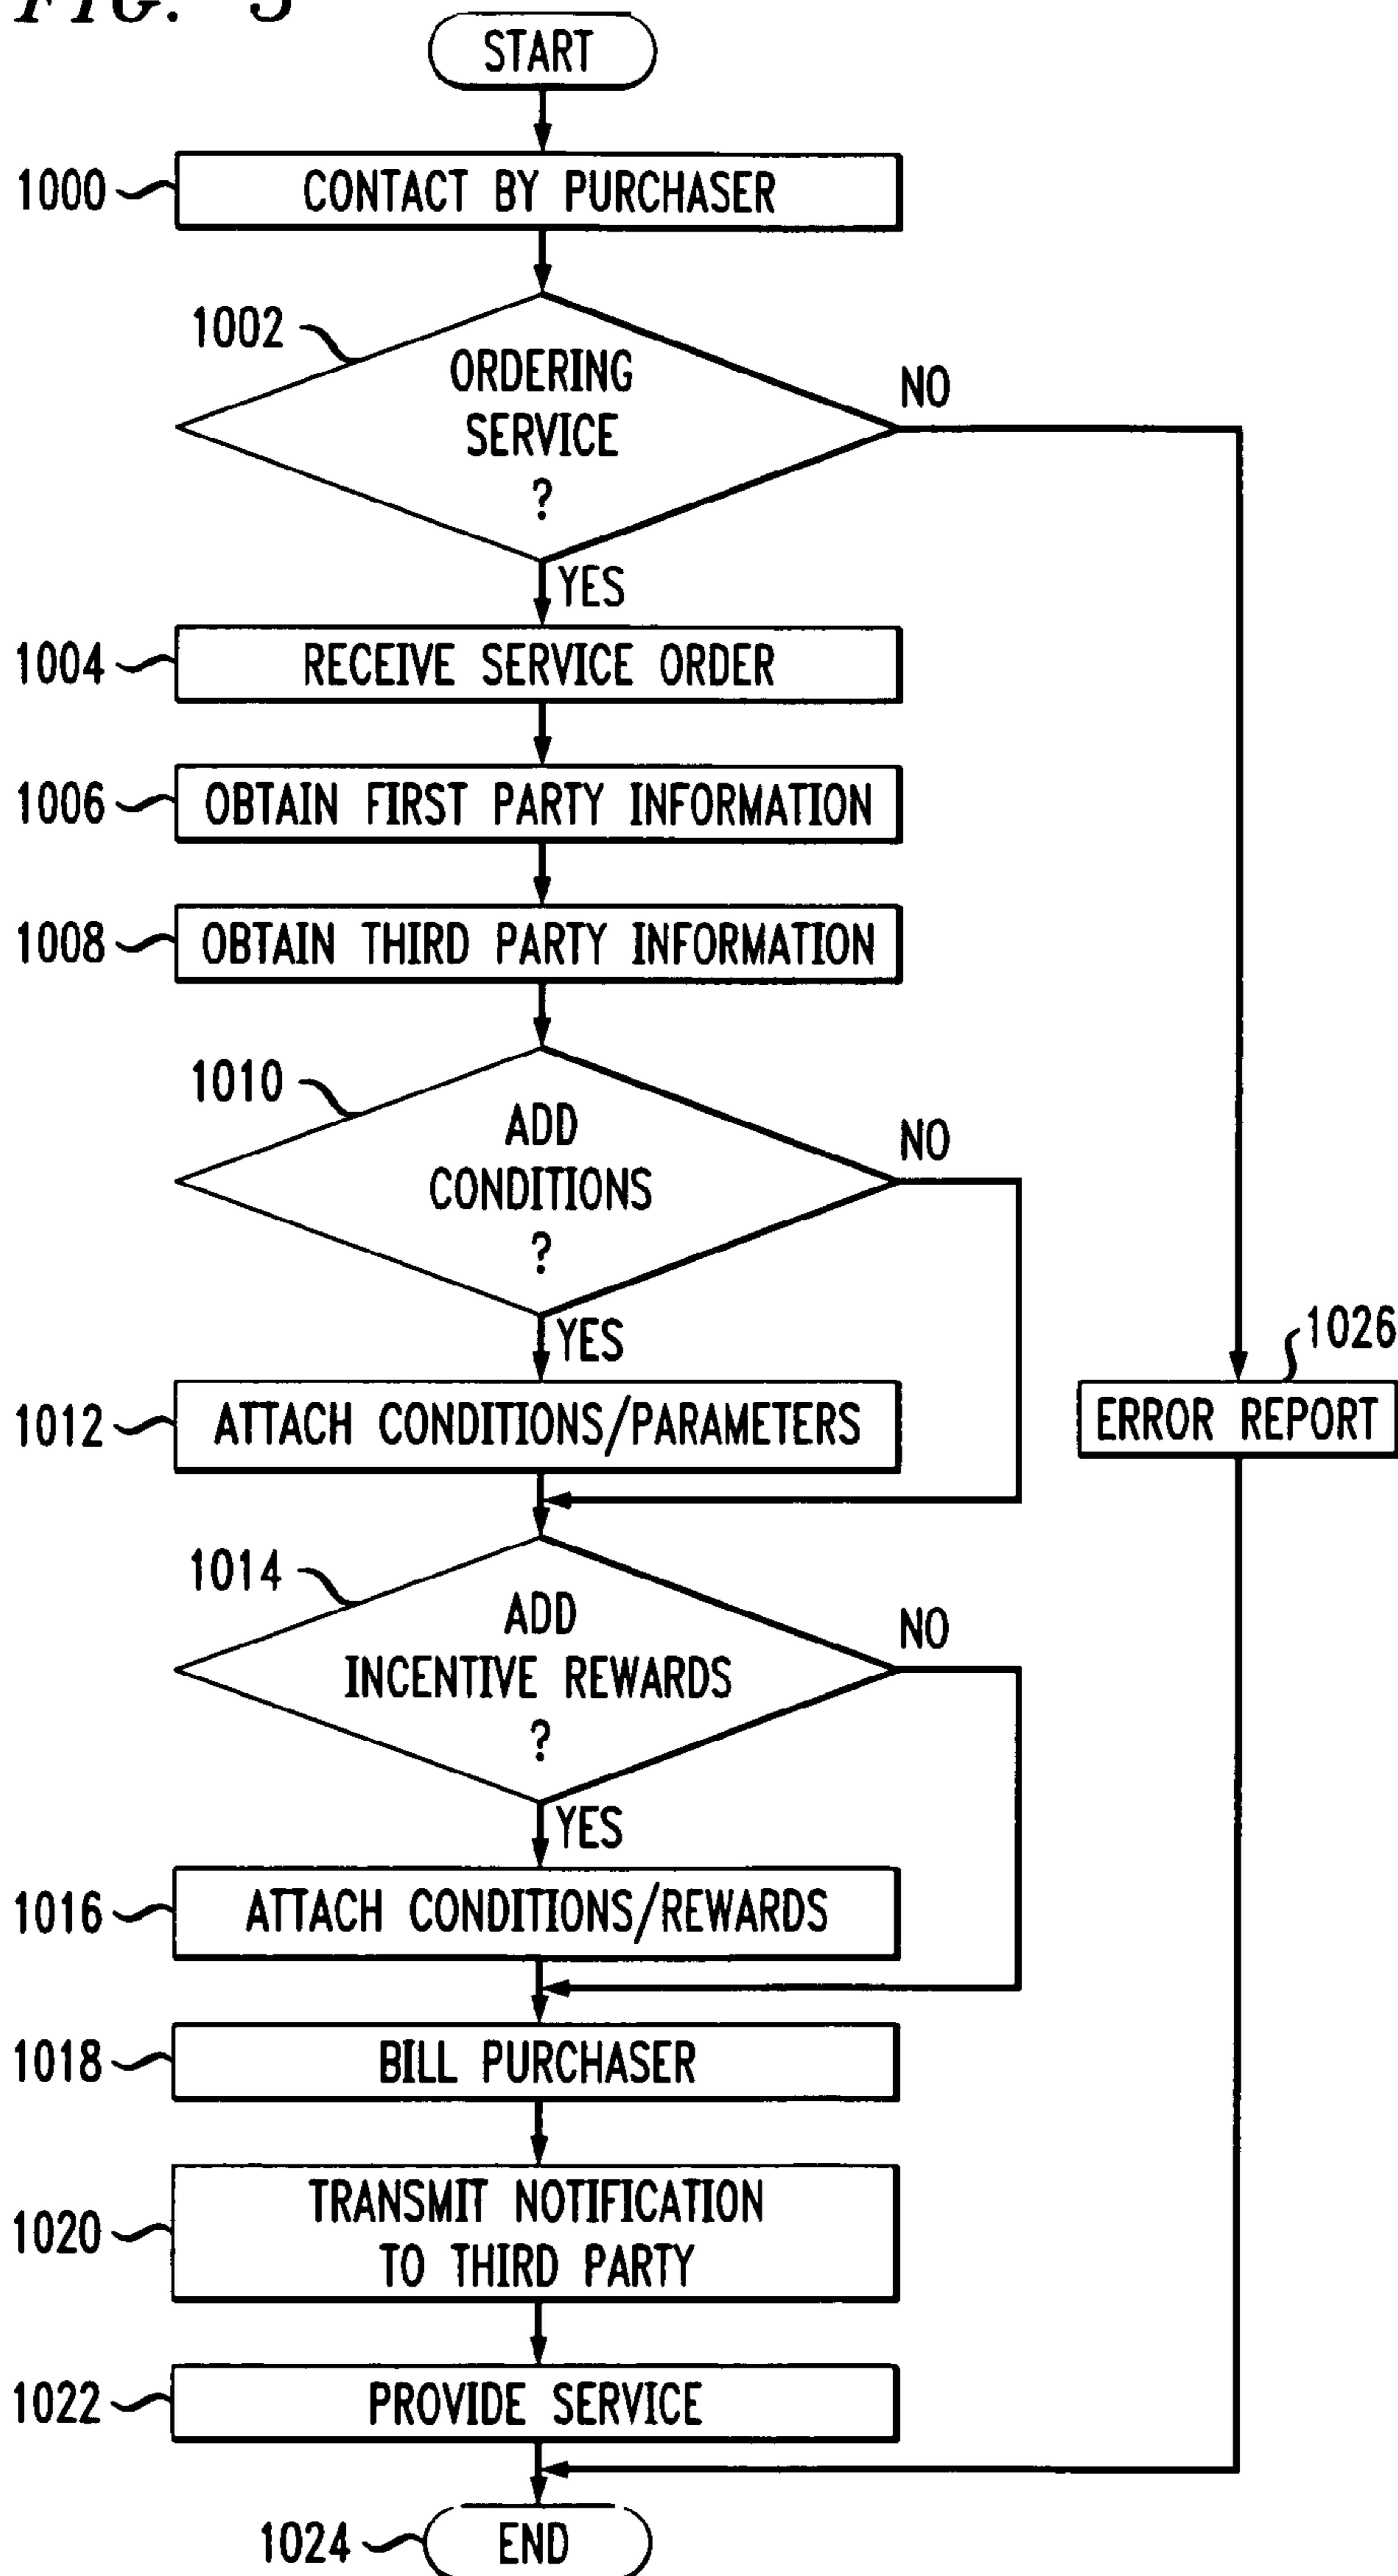 FIG. 3
START
1000
CONTACT BY PURCHASER
1002
ORDERING
SERVICE
?
NO
YES
1004
RECEIVE SERVICE ORDER
1006
OBTAIN FIRST PARTY INFORMATION
1008
OBTAIN THIRD PARTY INFORMATION
1010
ADD
CONDITIONS
?
NO
YES
1026
1012
ATTACH CONDITIONS/PARAMETERS
ERROR REPORT
1014
ADD
INCENTIVE REWARDS
?
NO
YES
1016
ATTACH CONDITIONS/REWARDS
1018
BILL PURCHASER
1020
TRANSMIT NOTIFICATION
TO THIRD PARTY
1022
PROVIDE SERVICE
1024
END